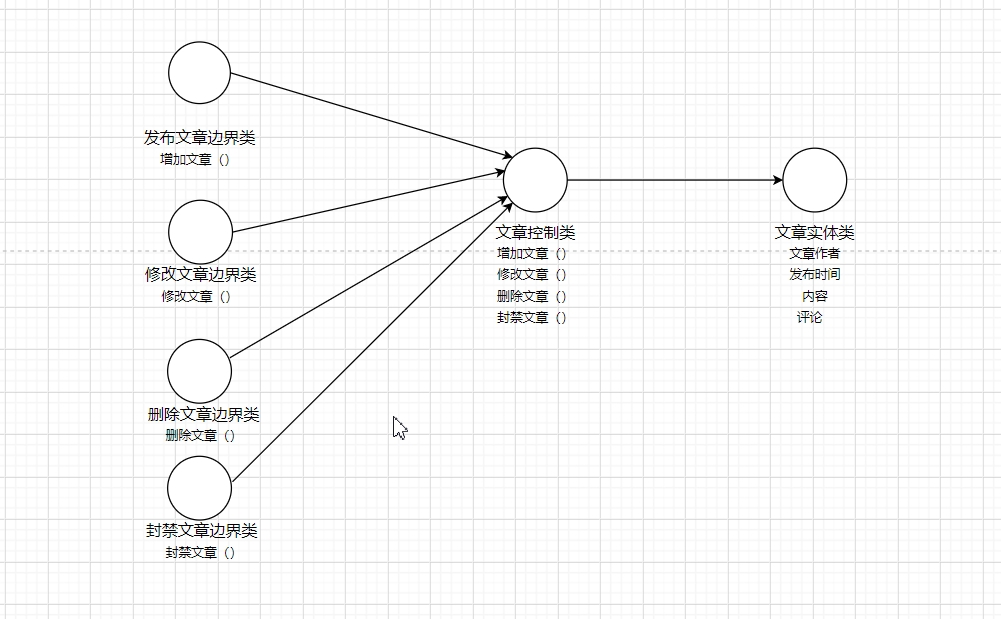 发布文章边界类
增加文章（）
修改文章边界类
修改文章（）
删除文章边界类
删除文章（）
封禁文章边界类
封禁文章（）
文章控制类
增加文章（）
修改文章（）
删除文章（）
封禁文章（）
文章实体类
文章作者
发布时间
内容
评论